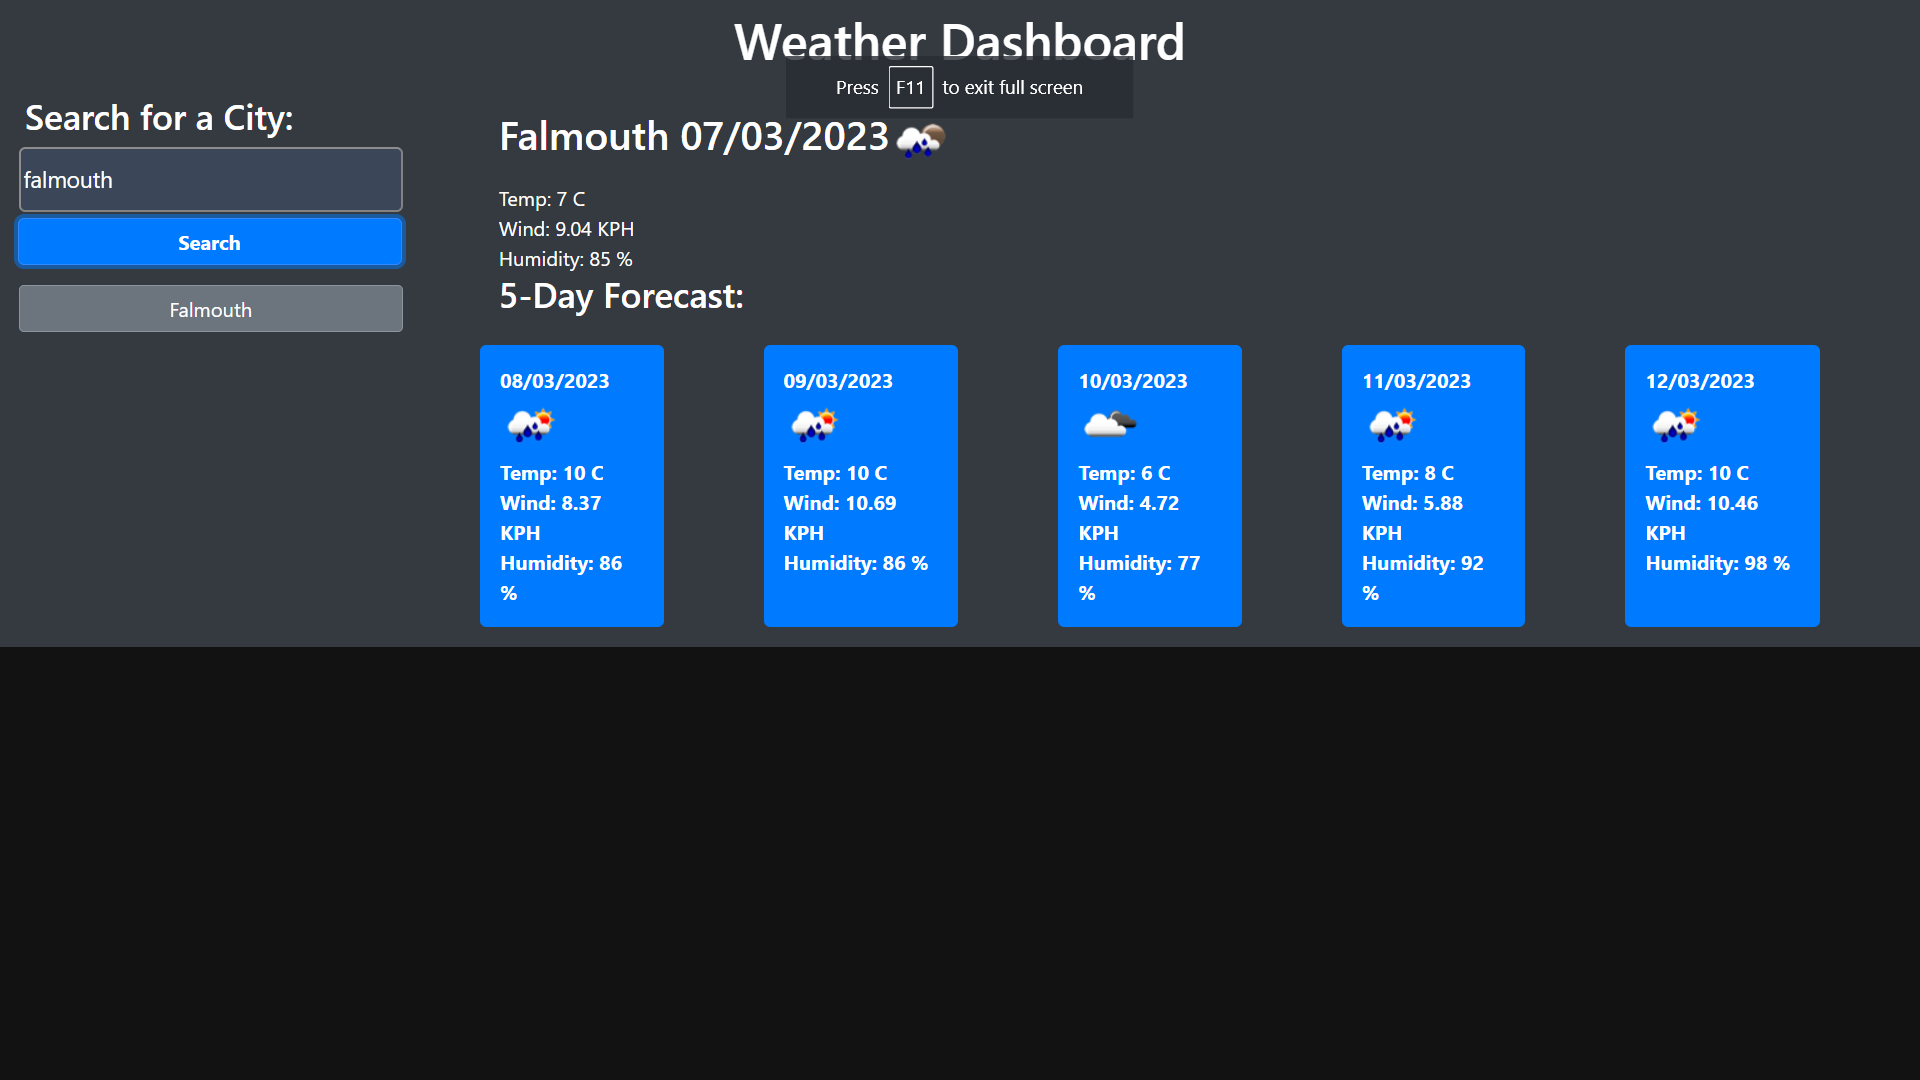 Weather Dashboard
Press F11 to exit full screen
Search for a City:
falmouth
Search
Falmouth
Falmouth 07/03/2023
Temp: 7 C
Wind: 9.04 KPH
Humidity: 85 %
5-Day Forecast:
08/03/2023
Temp: 10 C
Wind: 8.37
KPH
Humidity: 86
%
09/03/2023
Temp: 10 C
Wind: 10.69
KPH
Humidity: 86 %
10/03/2023
Temp: 6 C
Wind: 4.72
KPH
Humidity: 77
%
11/03/2023
Temp: 8 C
Wind: 5.88
KPH
Humidity: 92
%
12/03/2023
Temp: 10 C
Wind: 10.46
KPH
Humidity: 98 %